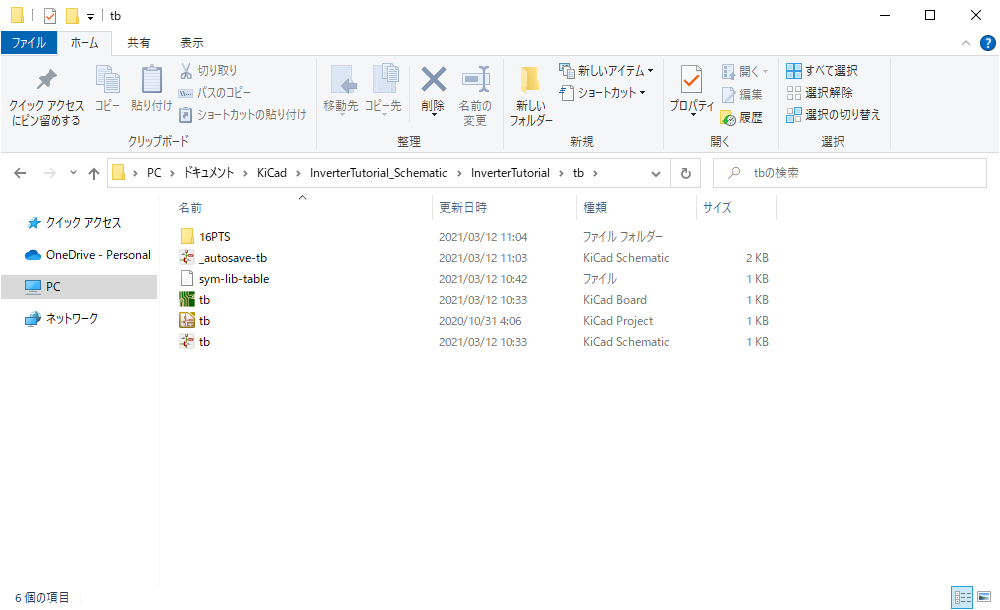 tb
ファイル ホーム 共有 表示
クイック アクセス
にピン留めする
コピー
貼り付け
切り取り
パスのコピー
ショートカットの貼り付け
クリップボード
移動先
コピー先
削除
名前の
変更
整理
新しい
フォルダー
新しいアイテム
ショートカット
新規
プロパティ
開く
編集
履歴
開く
すべて選択
選択解除
選択の切り替え
選択
PC > ドキュメント > KiCad > InverterTutorial_Schematic > InverterTutorial > tb >
tbの検索
クイック アクセス
OneDrive - Personal
PC
ネットワーク
名前 更新日時 種類 サイズ
16PTS 2021/03/12 11:04 ファイル フォルダー
_autosave-tb 2021/03/12 11:03 KiCad Schematic 2 KB
sym-lib-table 2021/03/12 10:42 ファイル 1 KB
tb 2021/03/12 10:33 KiCad Board 1 KB
tb 2020/10/31 4:06 KiCad Project 1 KB
tb 2021/03/12 10:33 KiCad Schematic 1 KB
6 個の項目